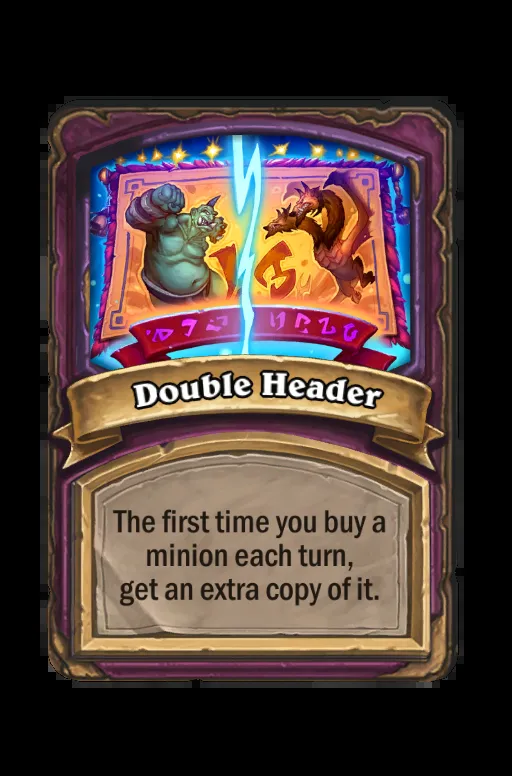 Double Header
The first time you buy a
minion each turn,
get an extra copy of it.